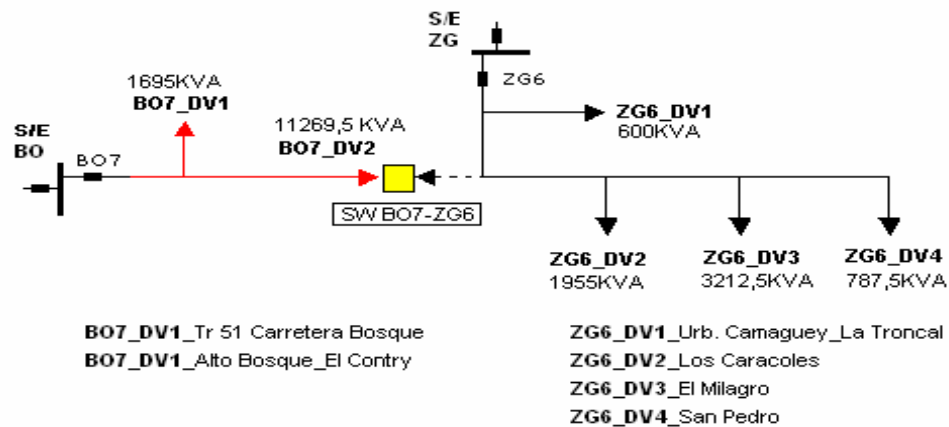 S/E
ZG
ZG6
1695KVA
BO7_DV1
ZG6_DV1
600KVA
11269,5 KVA
BO7_DV2
S/E
BO
BO7
SW BO7-ZG6
ZG6_DV2
1955KVA
ZG6_DV3
3212,5KVA
ZG6_DV4
787,5KVA
BO7_DV1_Tr 51 Carretera Bosque
BO7_DV1_Alto Bosque_El Contry
ZG6_DV1_Urb. Camaguey_La Troncal
ZG6_DV2_Los Caracoles
ZG6_DV3_El Milagro
ZG6_DV4_San Pedro